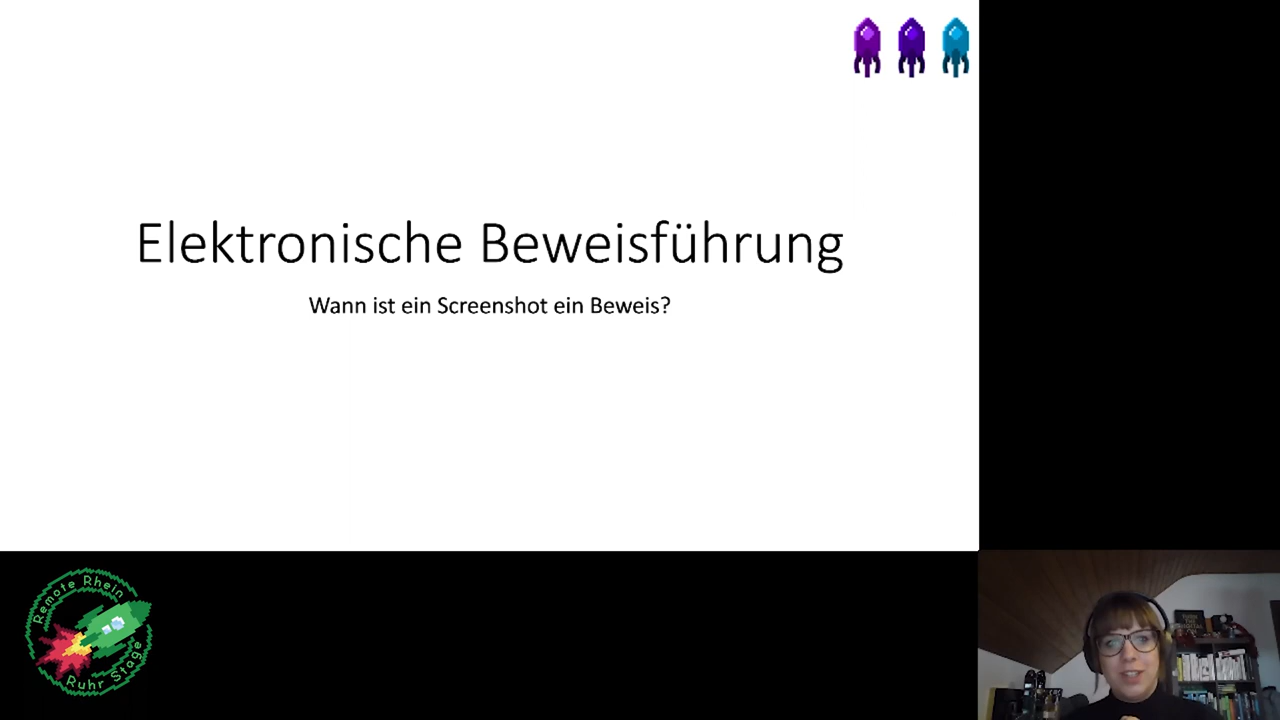 Elektronische Beweisführung
Wann ist ein Screenshot ein Beweis?
Remote Rhein
Ruhr Stage